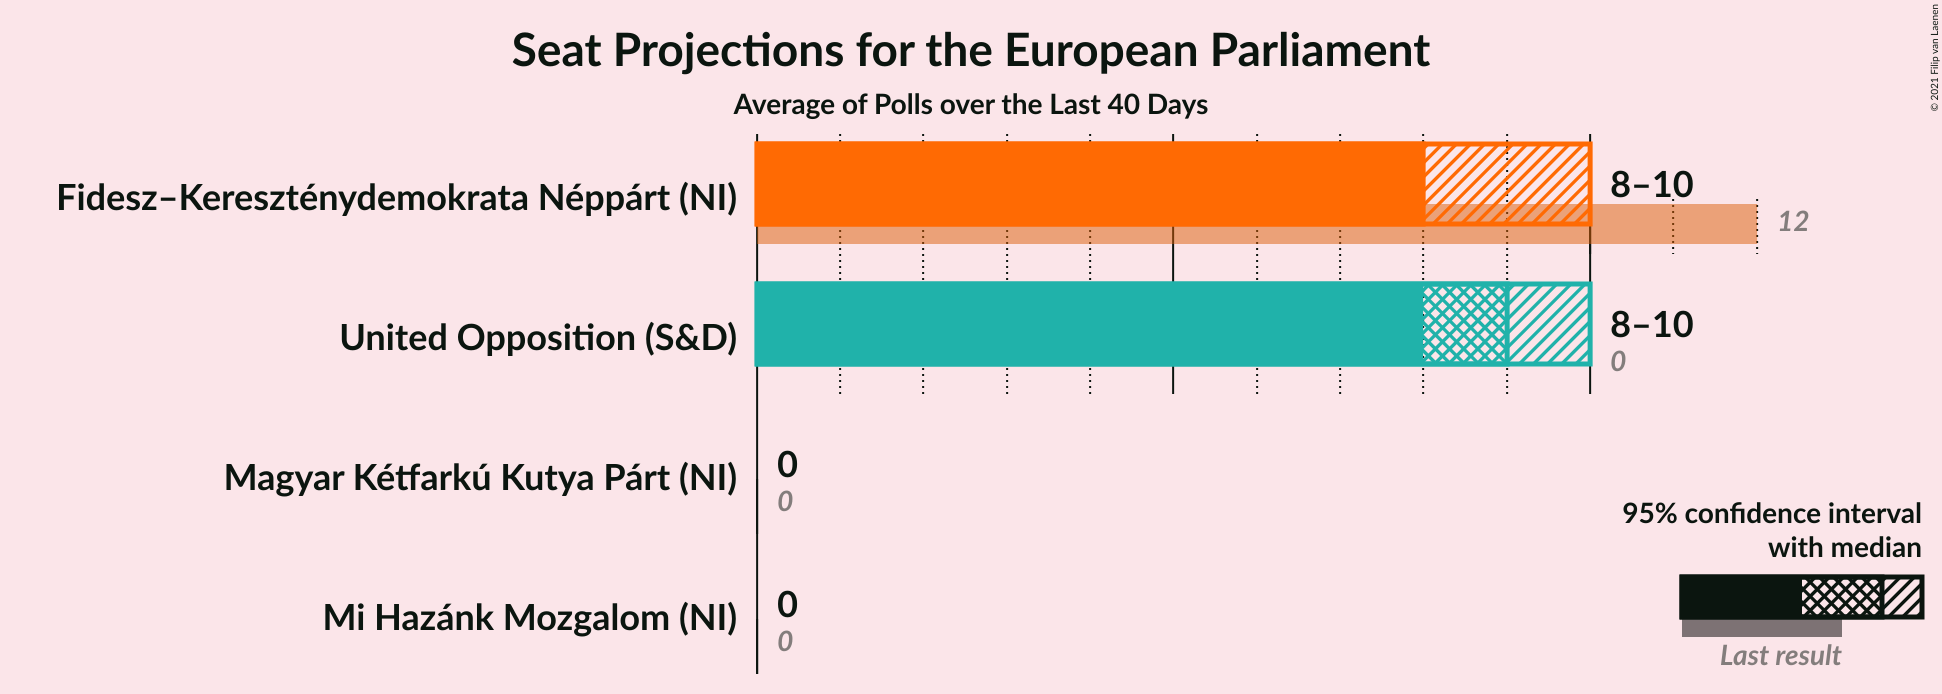 Seat Projections for the European Parliament
Average of Polls over the Last 40 Days
Fidesz–Kereszténydemokrata Néppárt (NI)
8–10
12
United Opposition (S&D)
8–10
0
Magyar Kétfarkú Kutya Párt (NI)
0
0
Mi Hazánk Mozgalom (NI)
0
0
95% confidence interval
with median
Last result
© 2021 Filip van Laenen